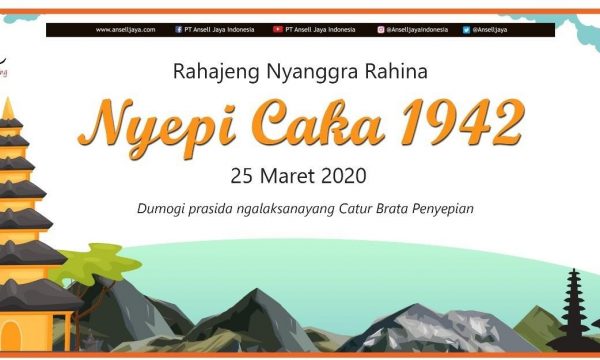 www.anselljaya.com PT Ansell Jaya Indonesia PT Ansell Jaya Indonesia @Anselljayaindonesia @Anselljaya
Rahajeng Nyanggra Rahina
Nyepi Caka 1942
25 Maret 2020
Dumogi prasida ngalaksanayang Catur Brata Penyepian